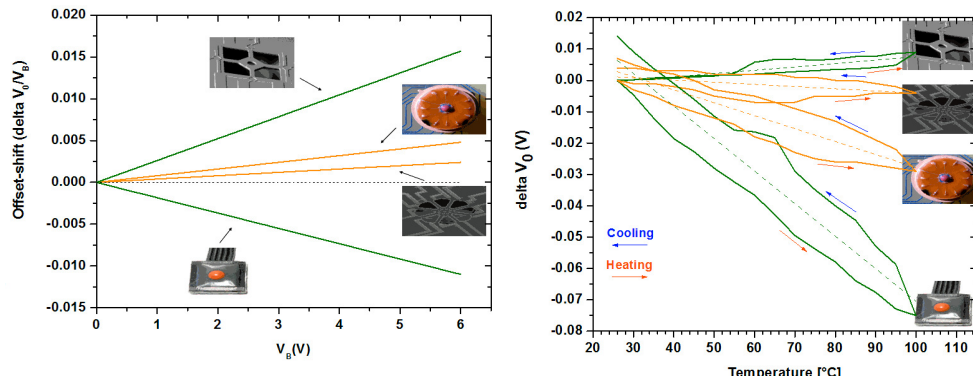 0.015
0.010
0.005
0.000
-0.005
-0.010
-0.015
Offset-shift (delta V0/VB)
0 1 2 3 4 5 6
VB(V)
0.02
0.01
0.00
-0.01
-0.02
-0.03
-0.04
-0.05
-0.06
-0.07
-0.08
delta V0 (V)
Cooling
Heating
20 30 40 50 60 70 80 90 100 110
Temperature [°C]